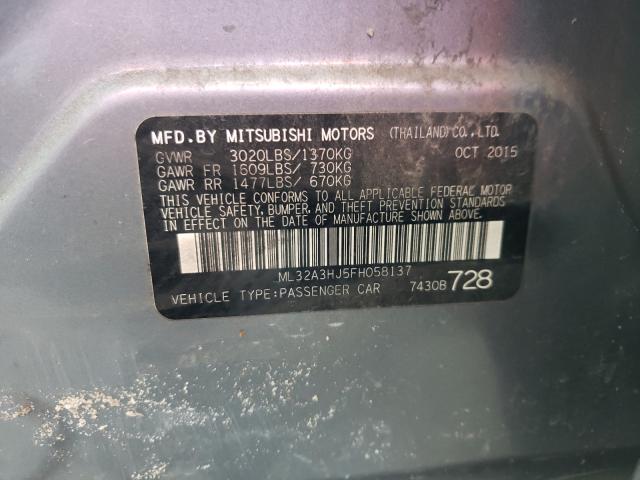 MFD.BY MITSUBISHI MOTORS (THAILAND) CO., LTD.
GVWR 3020LBS/1370KG OCT 2015
GAWR FR 1609LBS/ 730KG
GAWR RR 1477LBS/ 670KG
THIS VEHICLE CONFORMS TO ALL APPLICABLE FEDERAL MOTOR
VEHICLE SAFETY, BUMPER, AND THEFT PREVENTION STANDARDS
IN EFFECT ON THE DATE OF MANUFACTURE SHOWN ABOVE.
ML32A3HJ5FH058137
VEHICLE TYPE:PASSENGER CAR 7430B 728